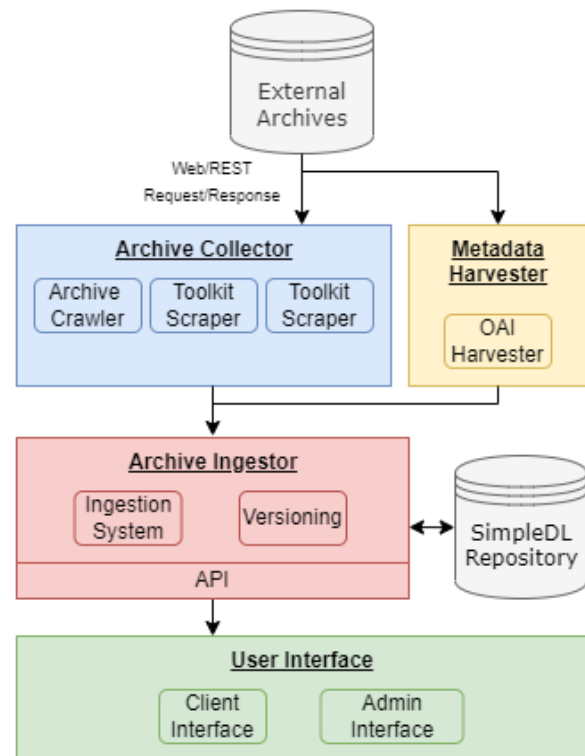 External
Archives
Web/REST
Request/Response
Archive Collector
Archive
Crawler
Toolkit
Scraper
Toolkit
Scraper
Metadada
Harvester
OAI
Harvester
Archive Ingestor
Ingestion
System
Versioning
API
SimpleDL
Repository
User Interface
Client
Interface
Admin
Interface